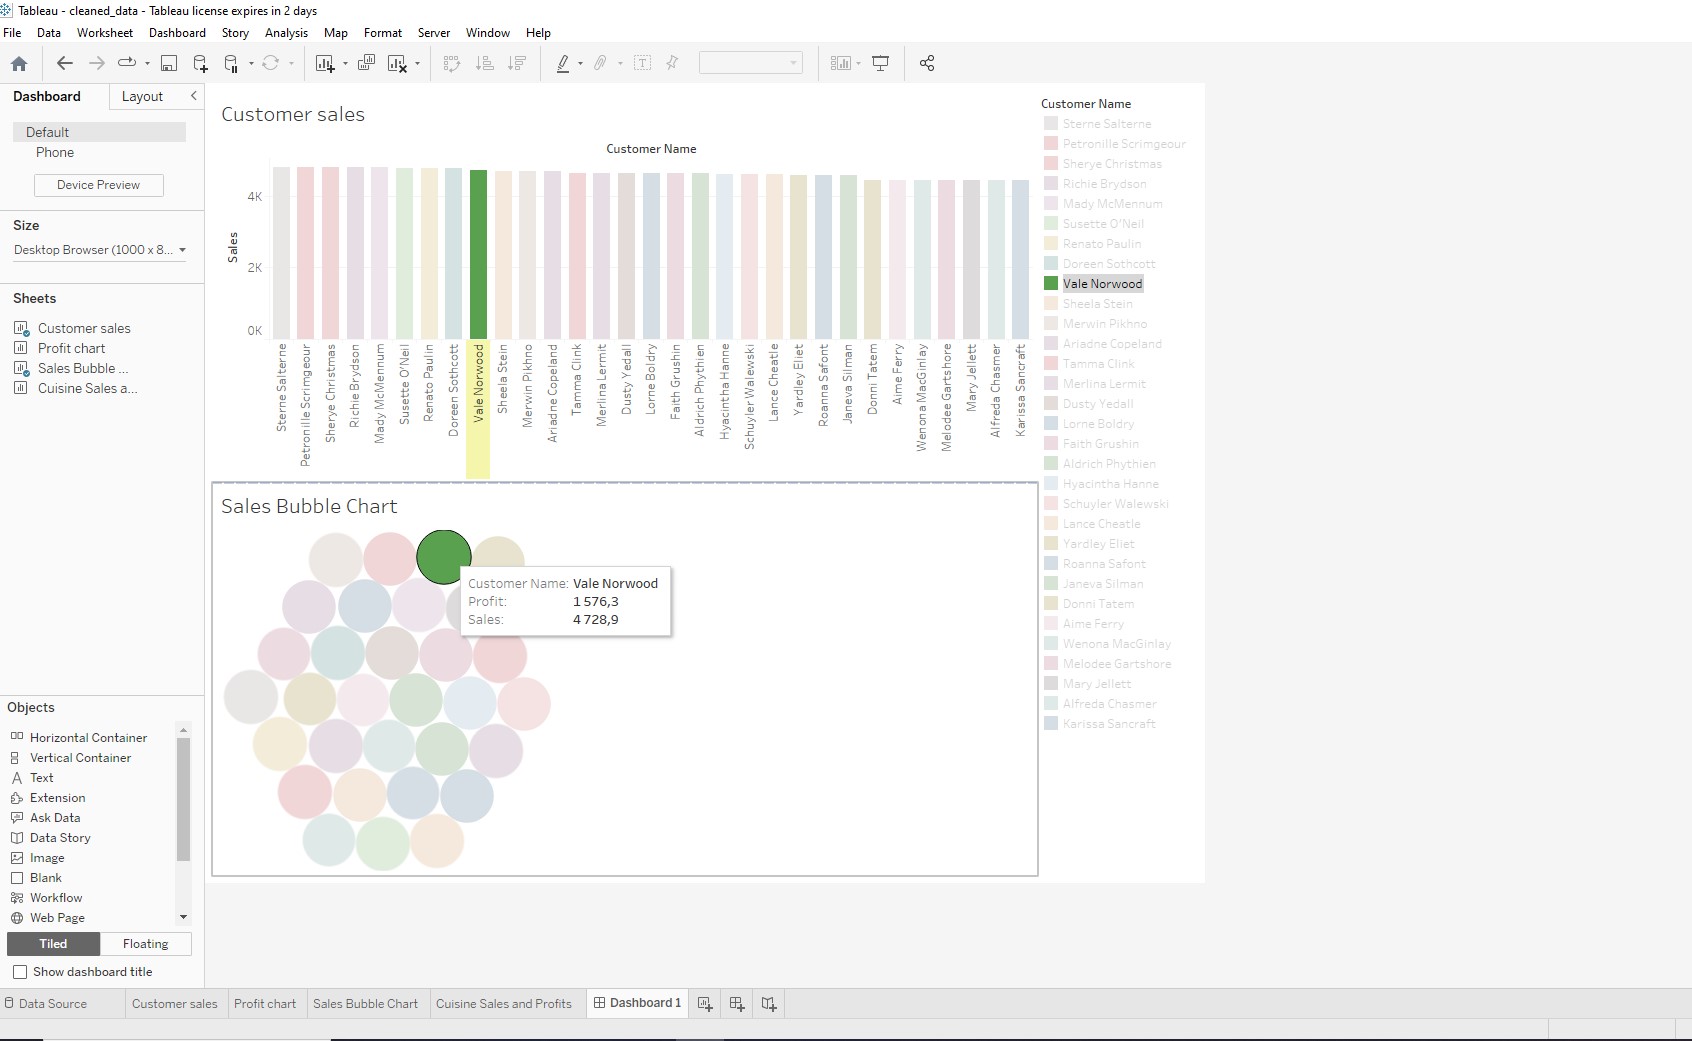 Tableau - cleaned_data - Tableau license expires in 2 days
File Data Worksheet Dashboard Story Analysis Map Format Server Window Help
Dashboard Layout
Default
Phone
Device Preview
Size
Desktop Browser (1000 x 8...
Sheets
Customer sales
Profit chart
Sales Bubble ...
Cuisine Sales a...
Objects
Horizontal Container
Vertical Container
Text
Extension
Ask Data
Data Story
Image
Blank
Workflow
Web Page
Tiled Floating
Show dashboard title
Customer sales
Customer Name
Sales
4K
2K
0K
Sterne Salterne
Petronille Scrimgeour
Sherye Christmas
Richie Brydson
Mady McMennum
Susette O'Neil
Renato Paulin
Doreen Sothcott
Vale Norwood
Sheela Stein
Merwin Pikhno
Ariadne Copeland
Tamma Clink
Merlina Lermit
Dusty Yedall
Lorne Boldry
Faith Grushin
Aldrich Phythien
Hyacintha Hanne
Schuyler Walewski
Lance Cheatle
Yardley Eliet
Roanna Safont
Janeva Silman
Donni Tatem
Aime Ferry
Wenona MacGinlay
Melodee Gartshore
Mary Jellett
Alfreda Chasmer
Karissa Sancraft
Sales Bubble Chart
Customer Name: Vale Norwood
Profit: 1 576,3
Sales: 4 728,9
Customer Name
Sterne Salterne
Petronille Scrimgeour
Sherye Christmas
Richie Brydson
Mady McMennum
Susette O'Neil
Renato Paulin
Doreen Sothcott
Vale Norwood
Sheela Stein
Merwin Pikhno
Ariadne Copeland
Tamma Clink
Merlina Lermit
Dusty Yedall
Lorne Boldry
Faith Grushin
Aldrich Phythien
Hyacintha Hanne
Schuyler Walewski
Lance Cheatle
Yardley Eliet
Roanna Safont
Janeva Silman
Donni Tatem
Aime Ferry
Wenona MacGinlay
Melodee Gartshore
Mary Jellett
Alfreda Chasmer
Karissa Sancraft
Data Source Customer sales Profit chart Sales Bubble Chart Cuisine Sales and Profits Dashboard 1